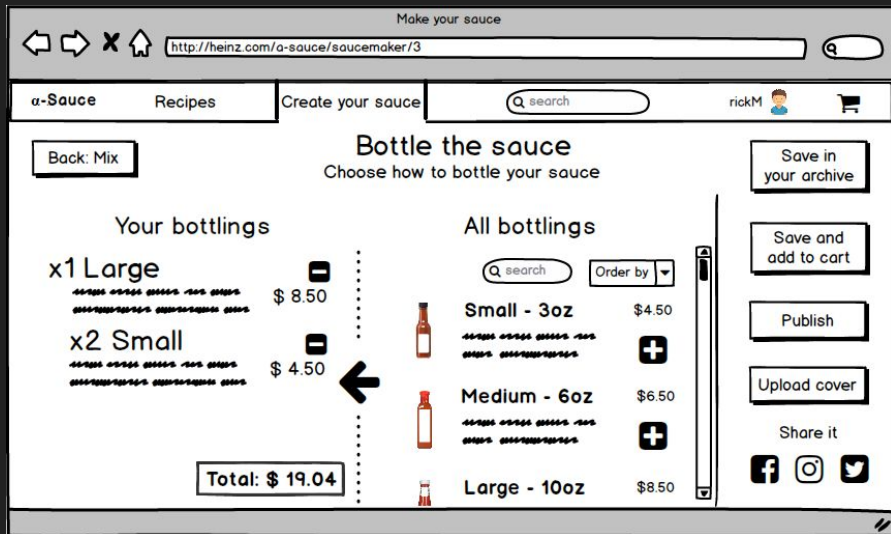 Make your sauce
http://heinz.com/a-sauce/saucemaker/3
α-Sauce
Recipes
Create your sauce
search
rickM
Back: Mix
Bottle the sauce
Choose how to bottle your sauce
Your bottlings
x1 Large
$ 8.50
x2 Small
$ 4.50
Total: $ 19.04
All bottlings
search
Order by
Small - 3oz
$4.50
Medium - 6oz
$6.50
Large - 10oz
$8.50
Save in
your archive
Save and
add to cart
Publish
Upload cover
Share it